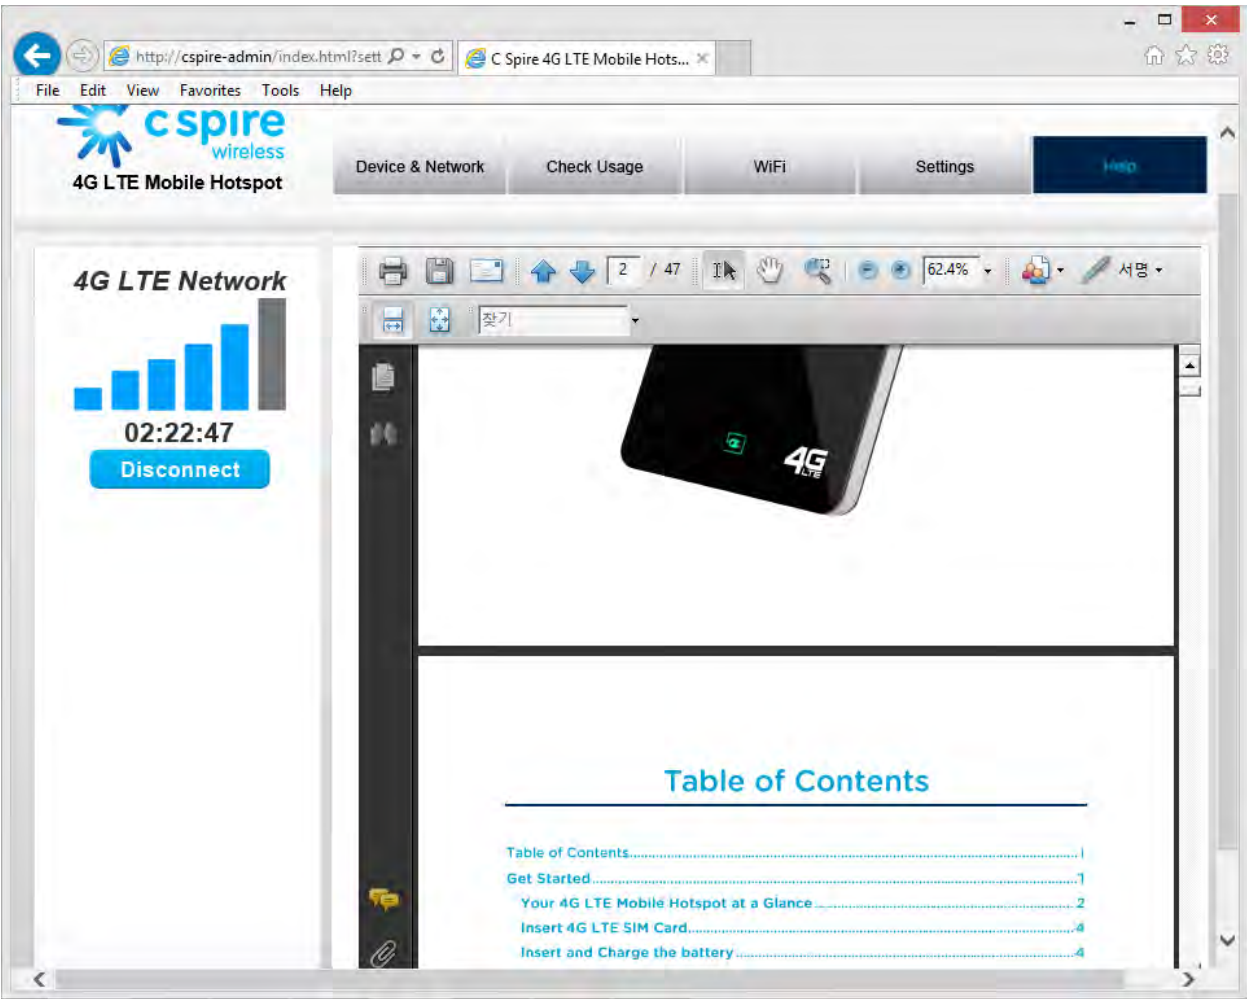 http://cspire-admin/index.html?sett
C Spire 4G LTE Mobile Hots...
File Edit View Favorites Tools Help
c spire
wireless
4G LTE Mobile Hotspot
Device & Network Check Usage WiFi Settings Help
4G LTE Network
02:22:47
Disconnect
2 / 47 62.4% 서명
찾기
4G
LTE
Table of Contents
Table of Contents i
Get Started 1
Your 4G LTE Mobile Hotspot at a Glance 2
Insert 4G LTE SIM Card 4
Insert and Charge the battery 4